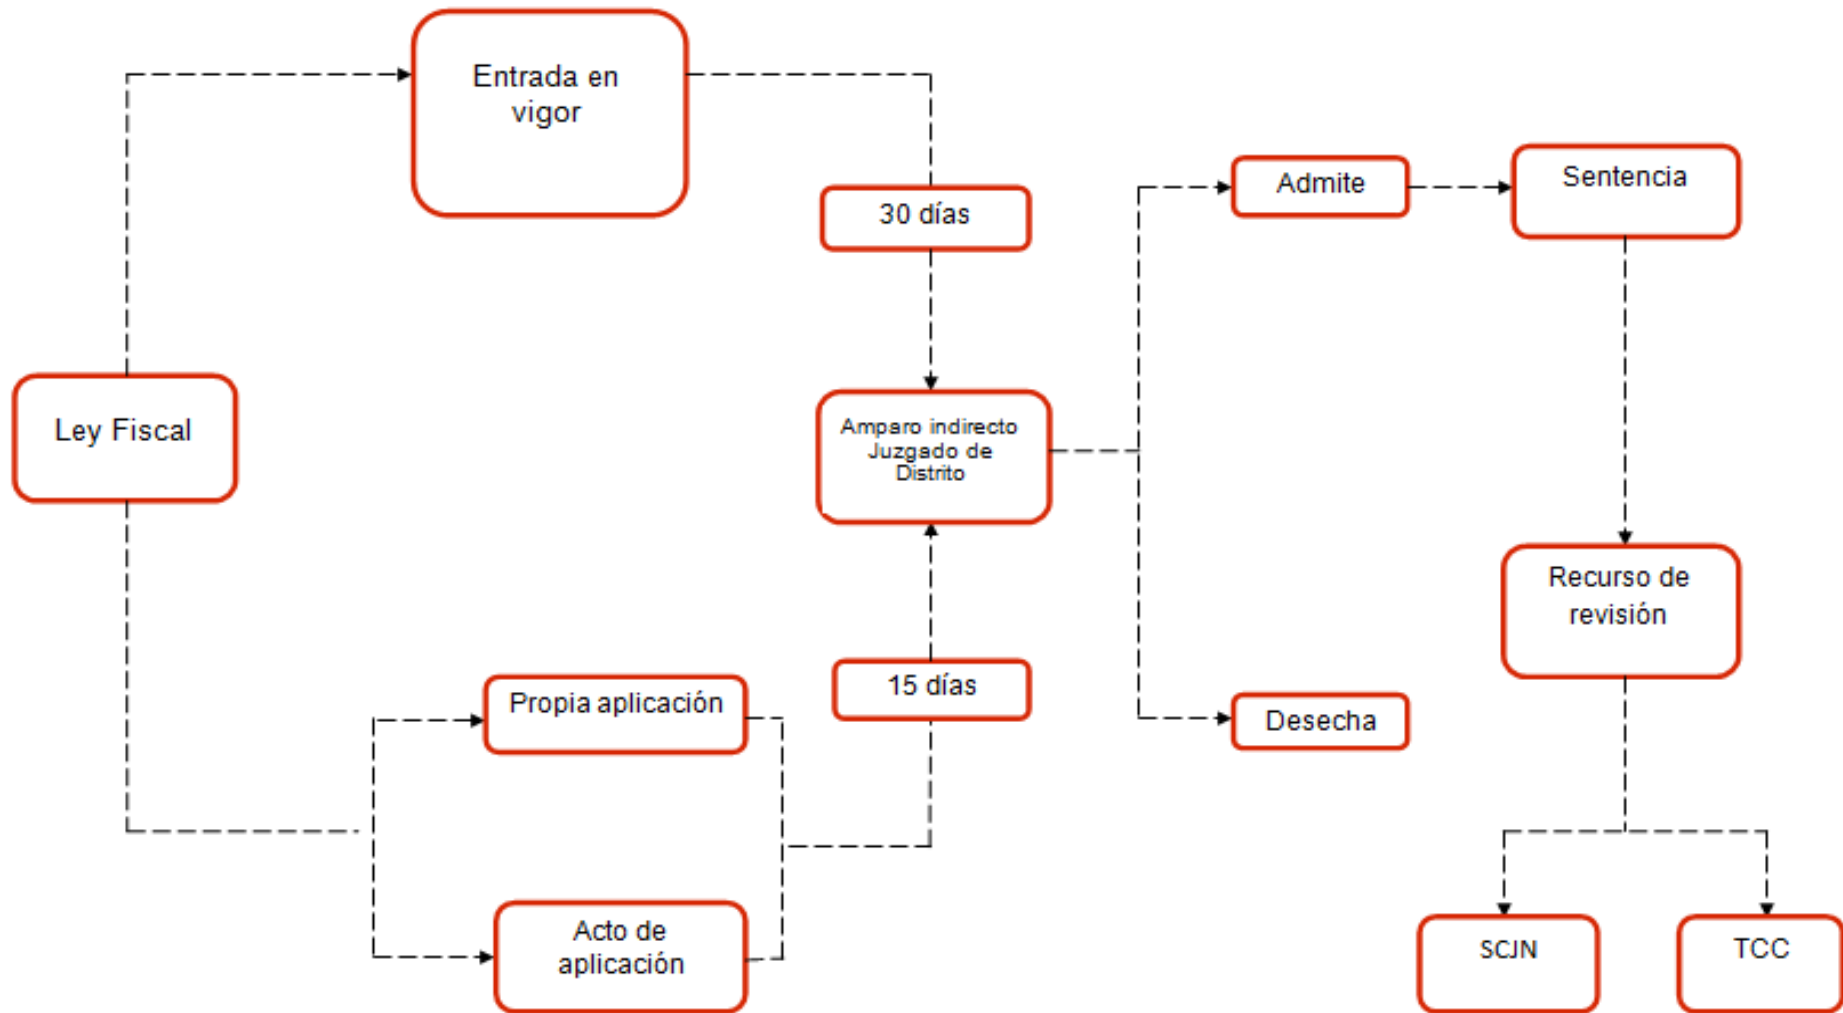 Entrada en
vigor
30 días
Admite
Sentencia
Ley Fiscal
Amparo indirecto
Juzgado de
Distrito
Recurso de
revisión
Propia aplicación
15 días
Desecha
Acto de
aplicación
SCJN
TCC